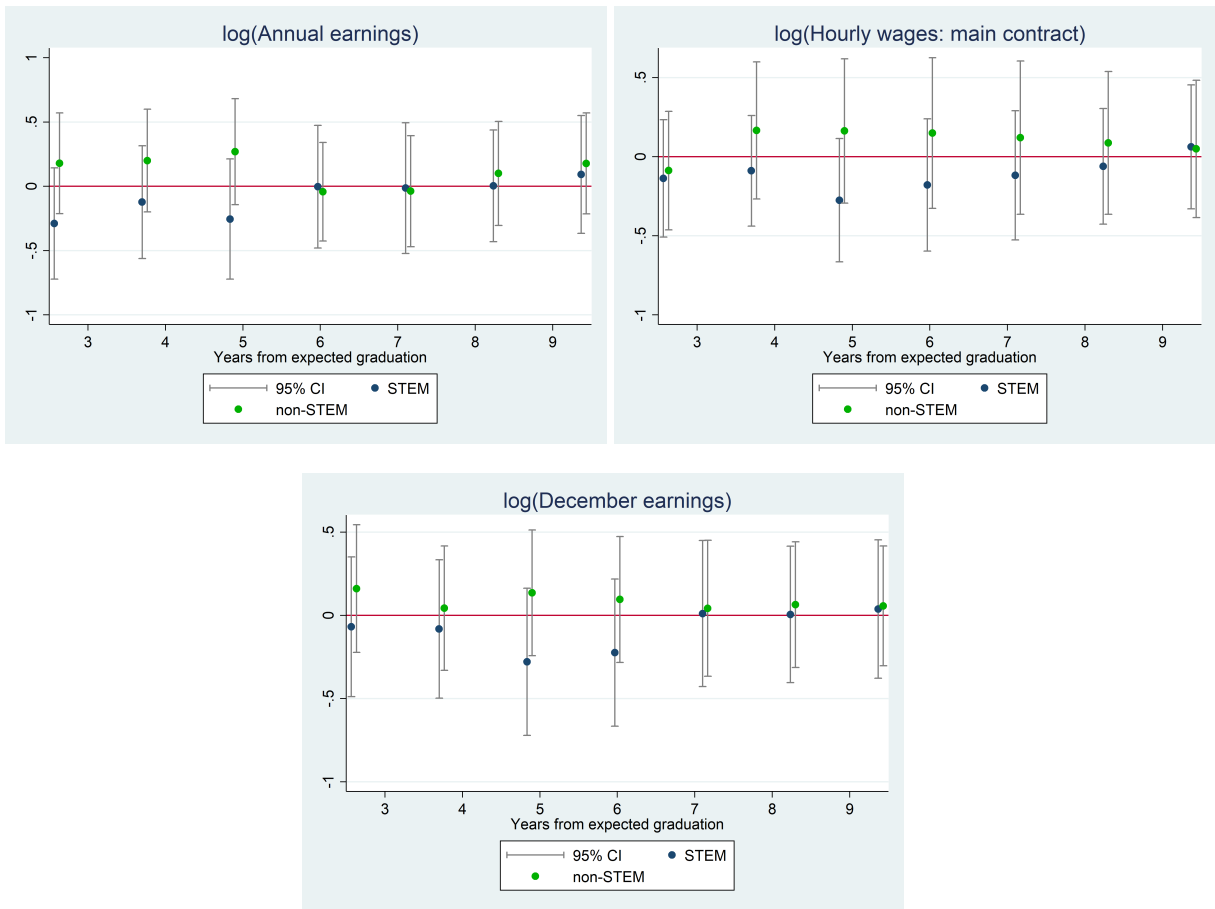 log(Annual earnings)
1
.5
0
-.5
-1
3 4 5 6 7 8 9
Years from expected graduation
95% CI STEM
non-STEM
log(Hourly wages: main contract)
.5
0
-.5
-1
3 4 5 6 7 8 9
Years from expected graduation
95% CI STEM
non-STEM
log(December earnings)
.5
0
-.5
-1
3 4 5 6 7 8 9
Years from expected graduation
95% CI STEM
non-STEM